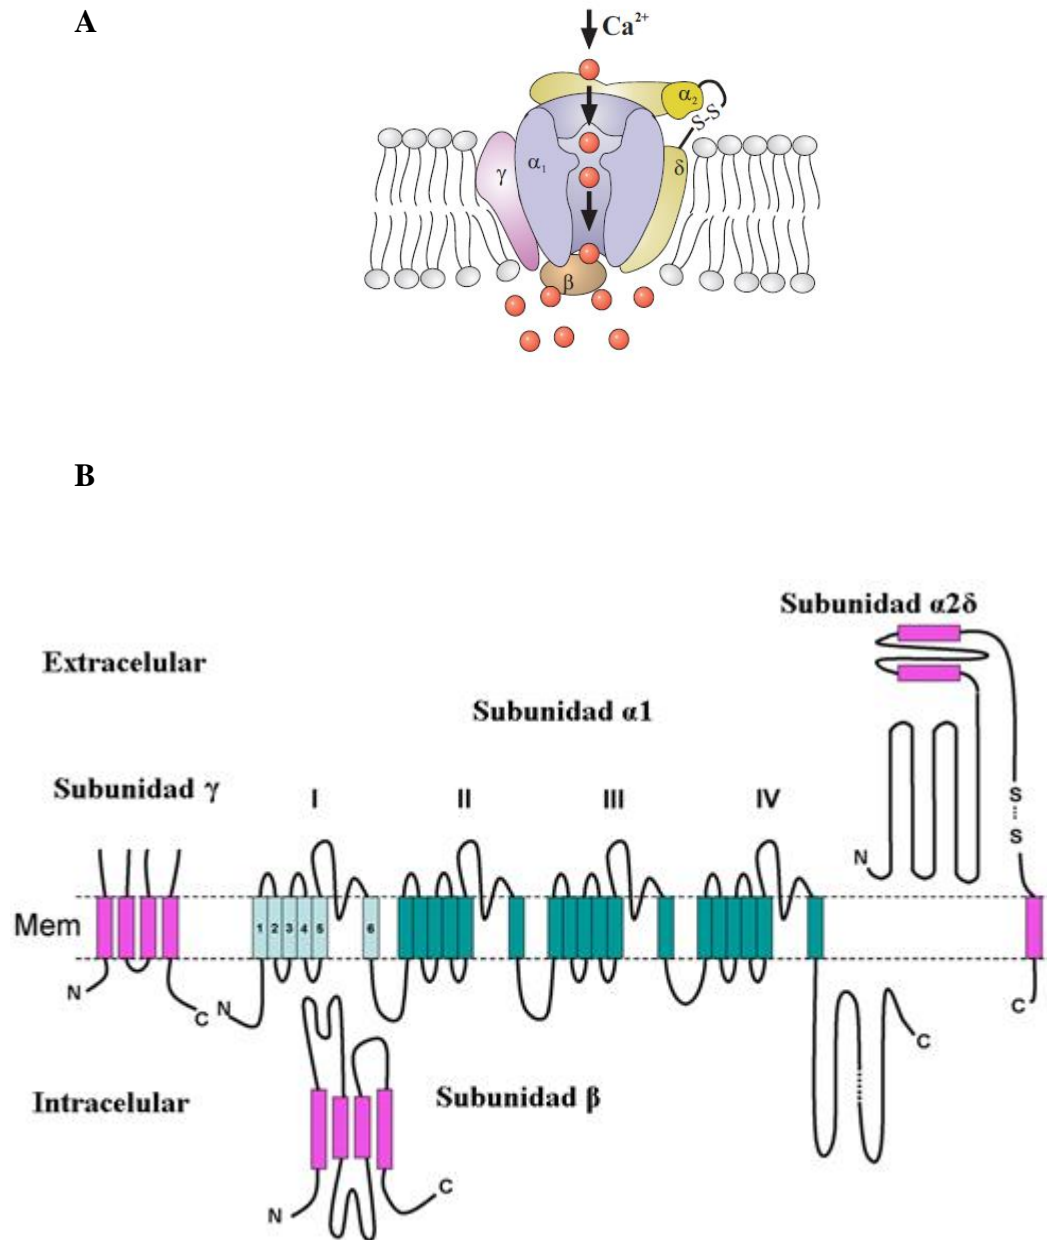 A
Ca²⁺
α₂
S-S
γ
α₁
δ
β
B
Subunidad α2δ
Extracelular
Subunidad α1
Subunidad γ
I II III IV
S
S
N
Mem
1 2 3 4 5 6
N
C
N
C
C
Intracelular
Subunidad β
N
C